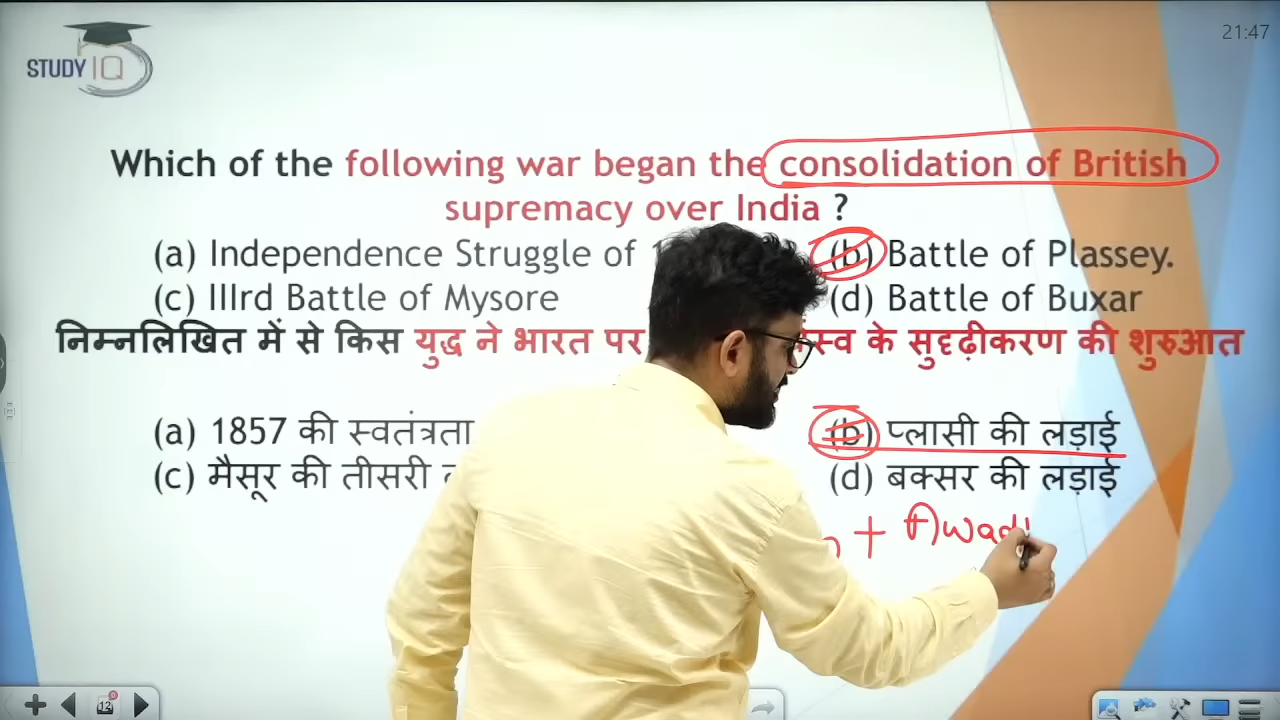 21:47
STUDY IQ
Which of the following war began the consolidation of British
supremacy over India ?
(a) Independence Struggle of
(b) Battle of Plassey.
(c) IIIrd Battle of Mysore
(d) Battle of Buxar
निम्नलिखित में से किस युद्ध ने भारत पर के सुदृढ़ीकरण की शुरुआत
(a) 1857 की स्वतंत्रता
(b) प्लासी की लड़ाई
(c) मैसूर की तीसरी
(d) बक्सर की लड़ाई
+ Awadh
12